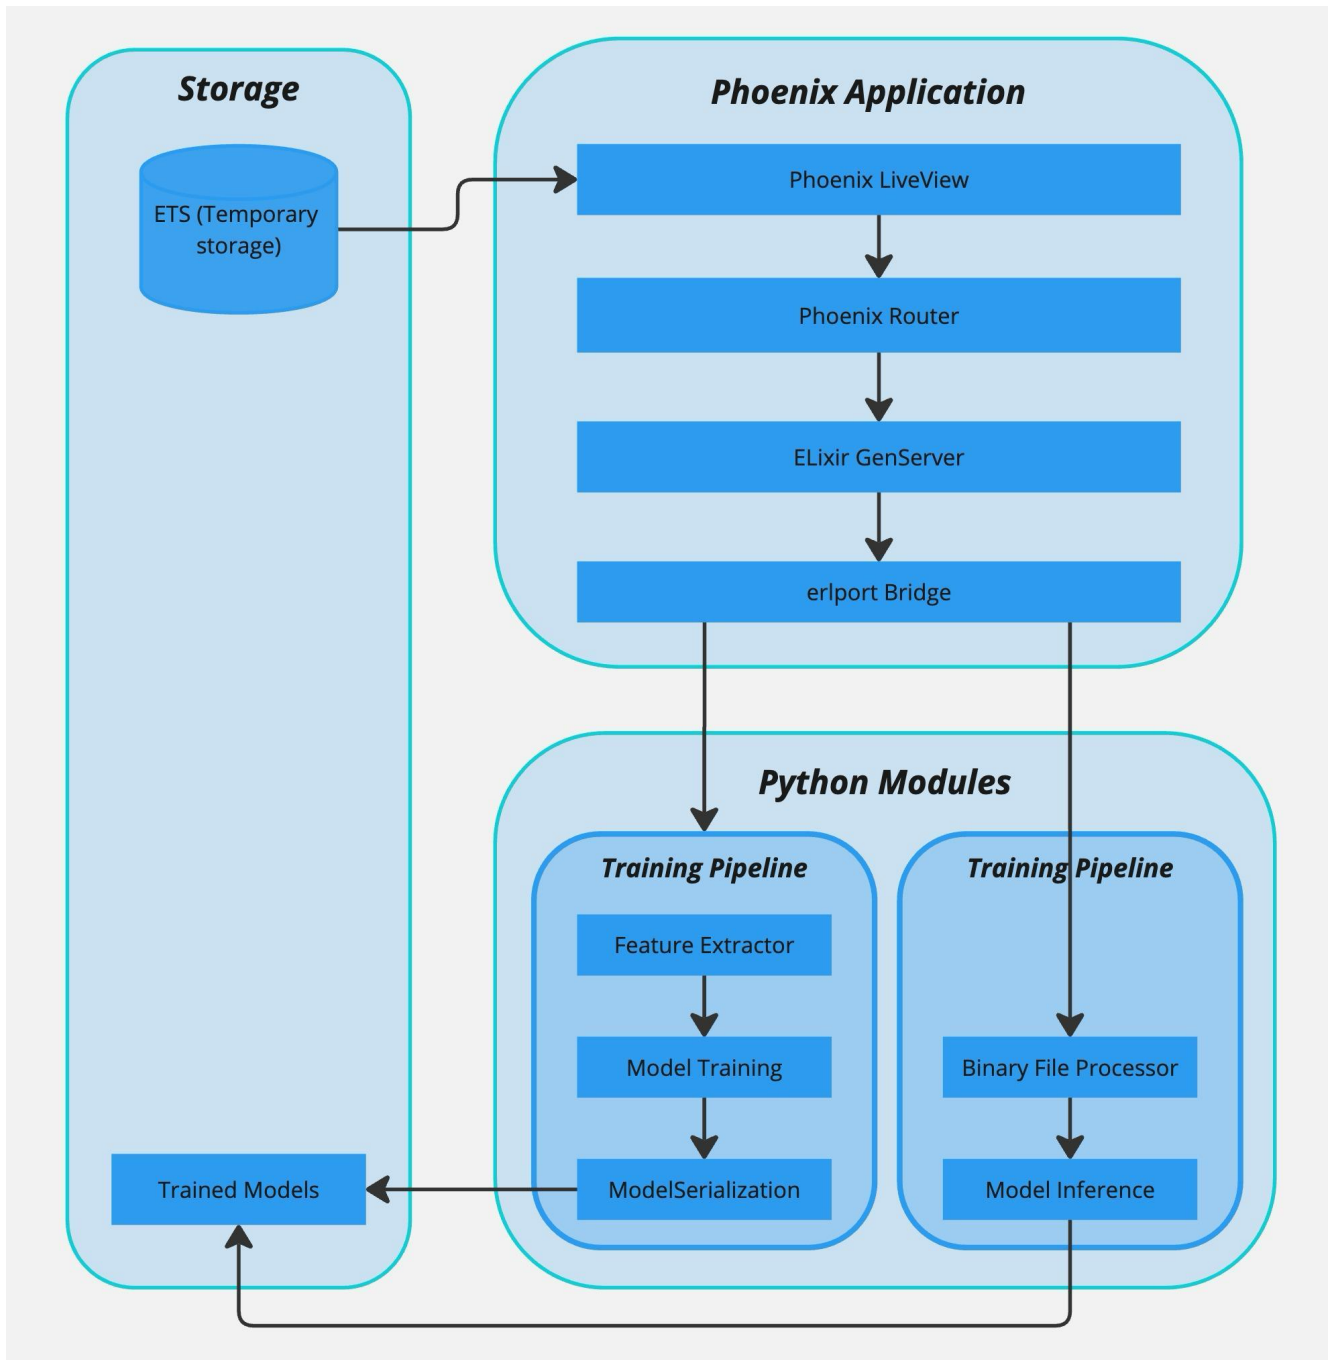 Storage
ETS (Temporary
storage)
Trained Models
Phoenix Application
Phoenix LiveView
Phoenix Router
ELixir GenServer
erlport Bridge
Python Modules
Training Pipeline
Feature Extractor
Model Training
ModelSerialization
Training Pipeline
Binary File Processor
Model Inference